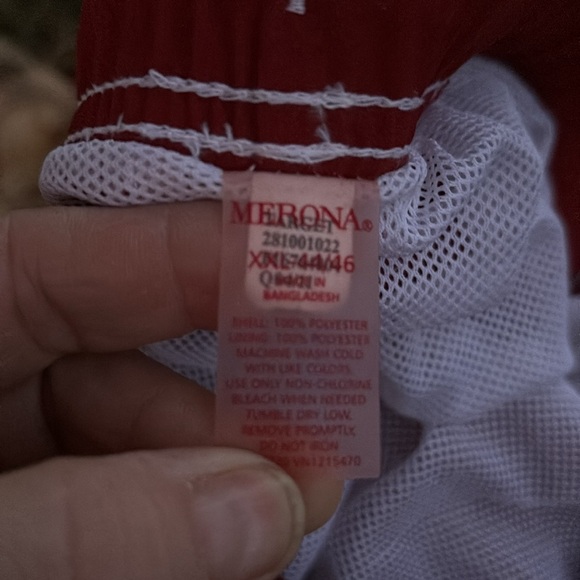 MERONA®
TARGET
281001022
XXL-44/46
MADE IN
BANGLADESH
SHELL: 100% POLYESTER
LINING: 100% POLYESTER
MACHINE WASH COLD
WITH LIKE COLORS.
USE ONLY NON-CHLORINE
BLEACH WHEN NEEDED
TUMBLE DRY LOW,
REMOVE PROMPTLY,
DO NOT IRON